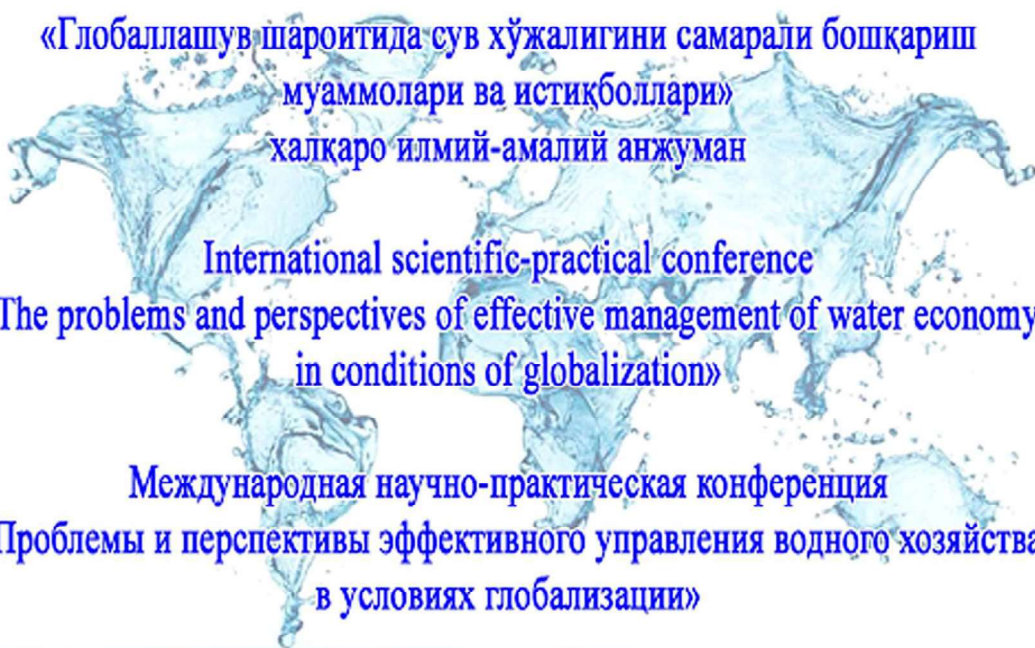 «Глобаллашув шароитида сув хўжалигини самарали бошқариш
муаммолари ва истиқболлари»
халқаро илмий-амалий анжуман
International scientific-practical conference
The problems and perspectives of effective management of water economy
in conditions of globalization»
Международная научно-практическая конференция
Проблемы и перспективы эффективного управления водного хозяйства
в условиях глобализации»